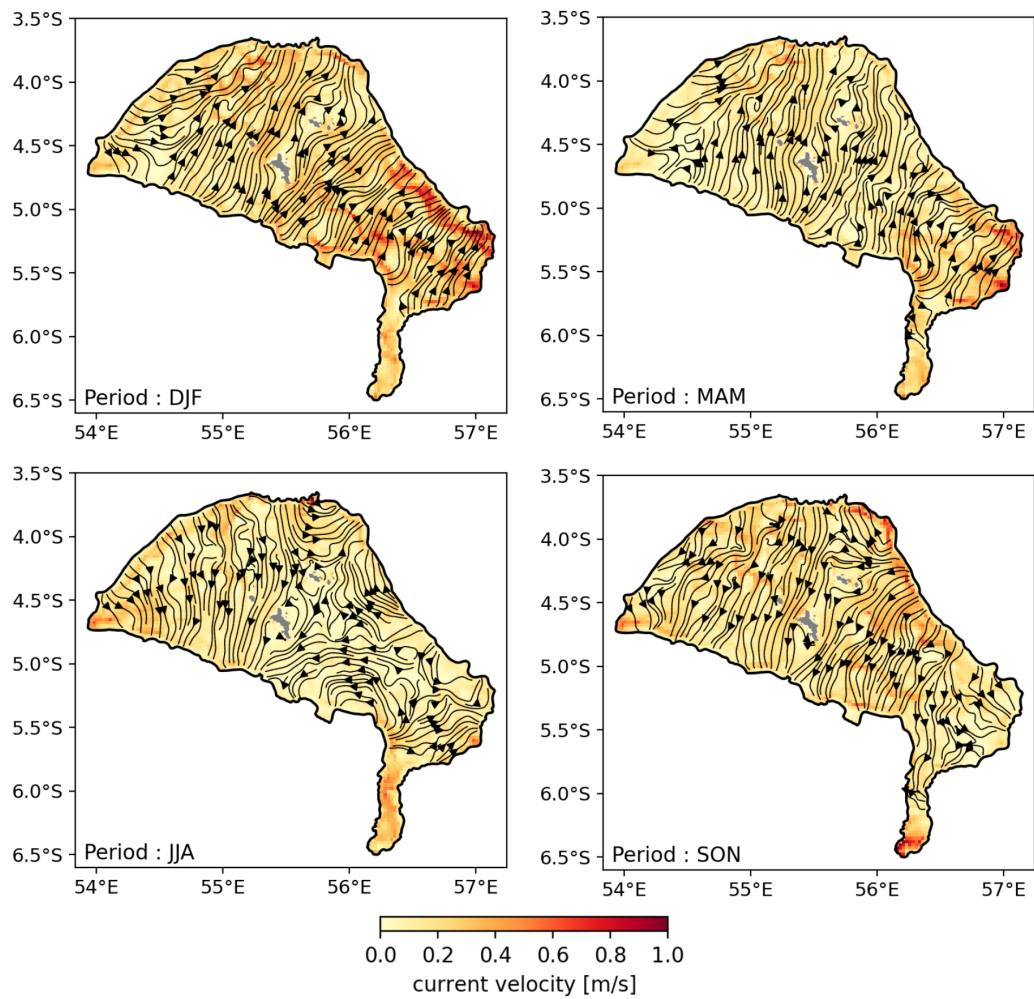 3.5°S
4.0°S
4.5°S
5.0°S
5.5°S
6.0°S
6.5°S
Period : DJF
54°E 55°E 56°E 57°E
3.5°S
4.0°S
4.5°S
5.0°S
5.5°S
6.0°S
6.5°S
Period : MAM
54°E 55°E 56°E 57°E
3.5°S
4.0°S
4.5°S
5.0°S
5.5°S
6.0°S
6.5°S
Period : JJA
54°E 55°E 56°E 57°E
3.5°S
4.0°S
4.5°S
5.0°S
5.5°S
6.0°S
6.5°S
Period : SON
54°E 55°E 56°E 57°E
0.0 0.2 0.4 0.6 0.8 1.0
current velocity [m/s]